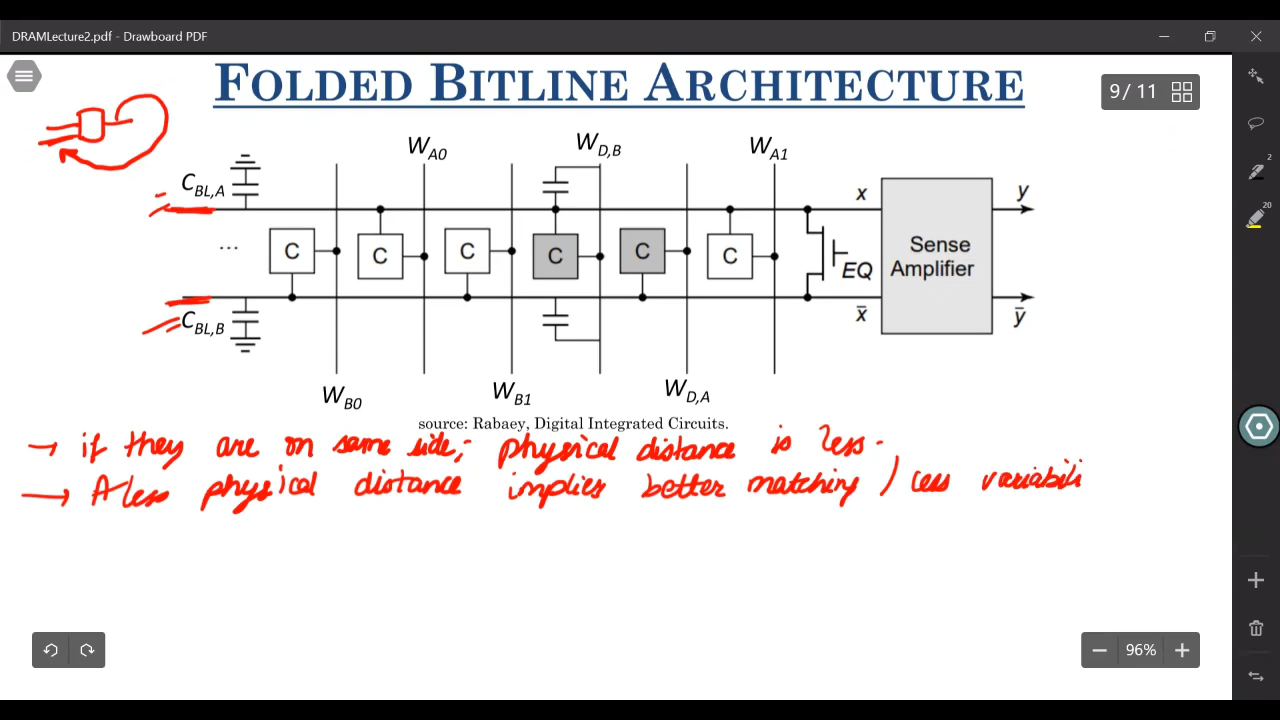 DRAMLecture2.pdf - Drawboard PDF
FOLDED BITLINE ARCHITECTURE
9 / 11
W_A0
W_D,B
W_A1
C_BL,A
x
y
2
20
...
C
C
C
C
C
C
EQ
Sense
Amplifier
C_BL,B
x̄
ȳ
W_B0
W_B1
W_D,A
source: Rabaey, Digital Integrated Circuits.
→ if they are on same side, physical distance is less.
→ A less physical distance implies better matching / less variabili
96%